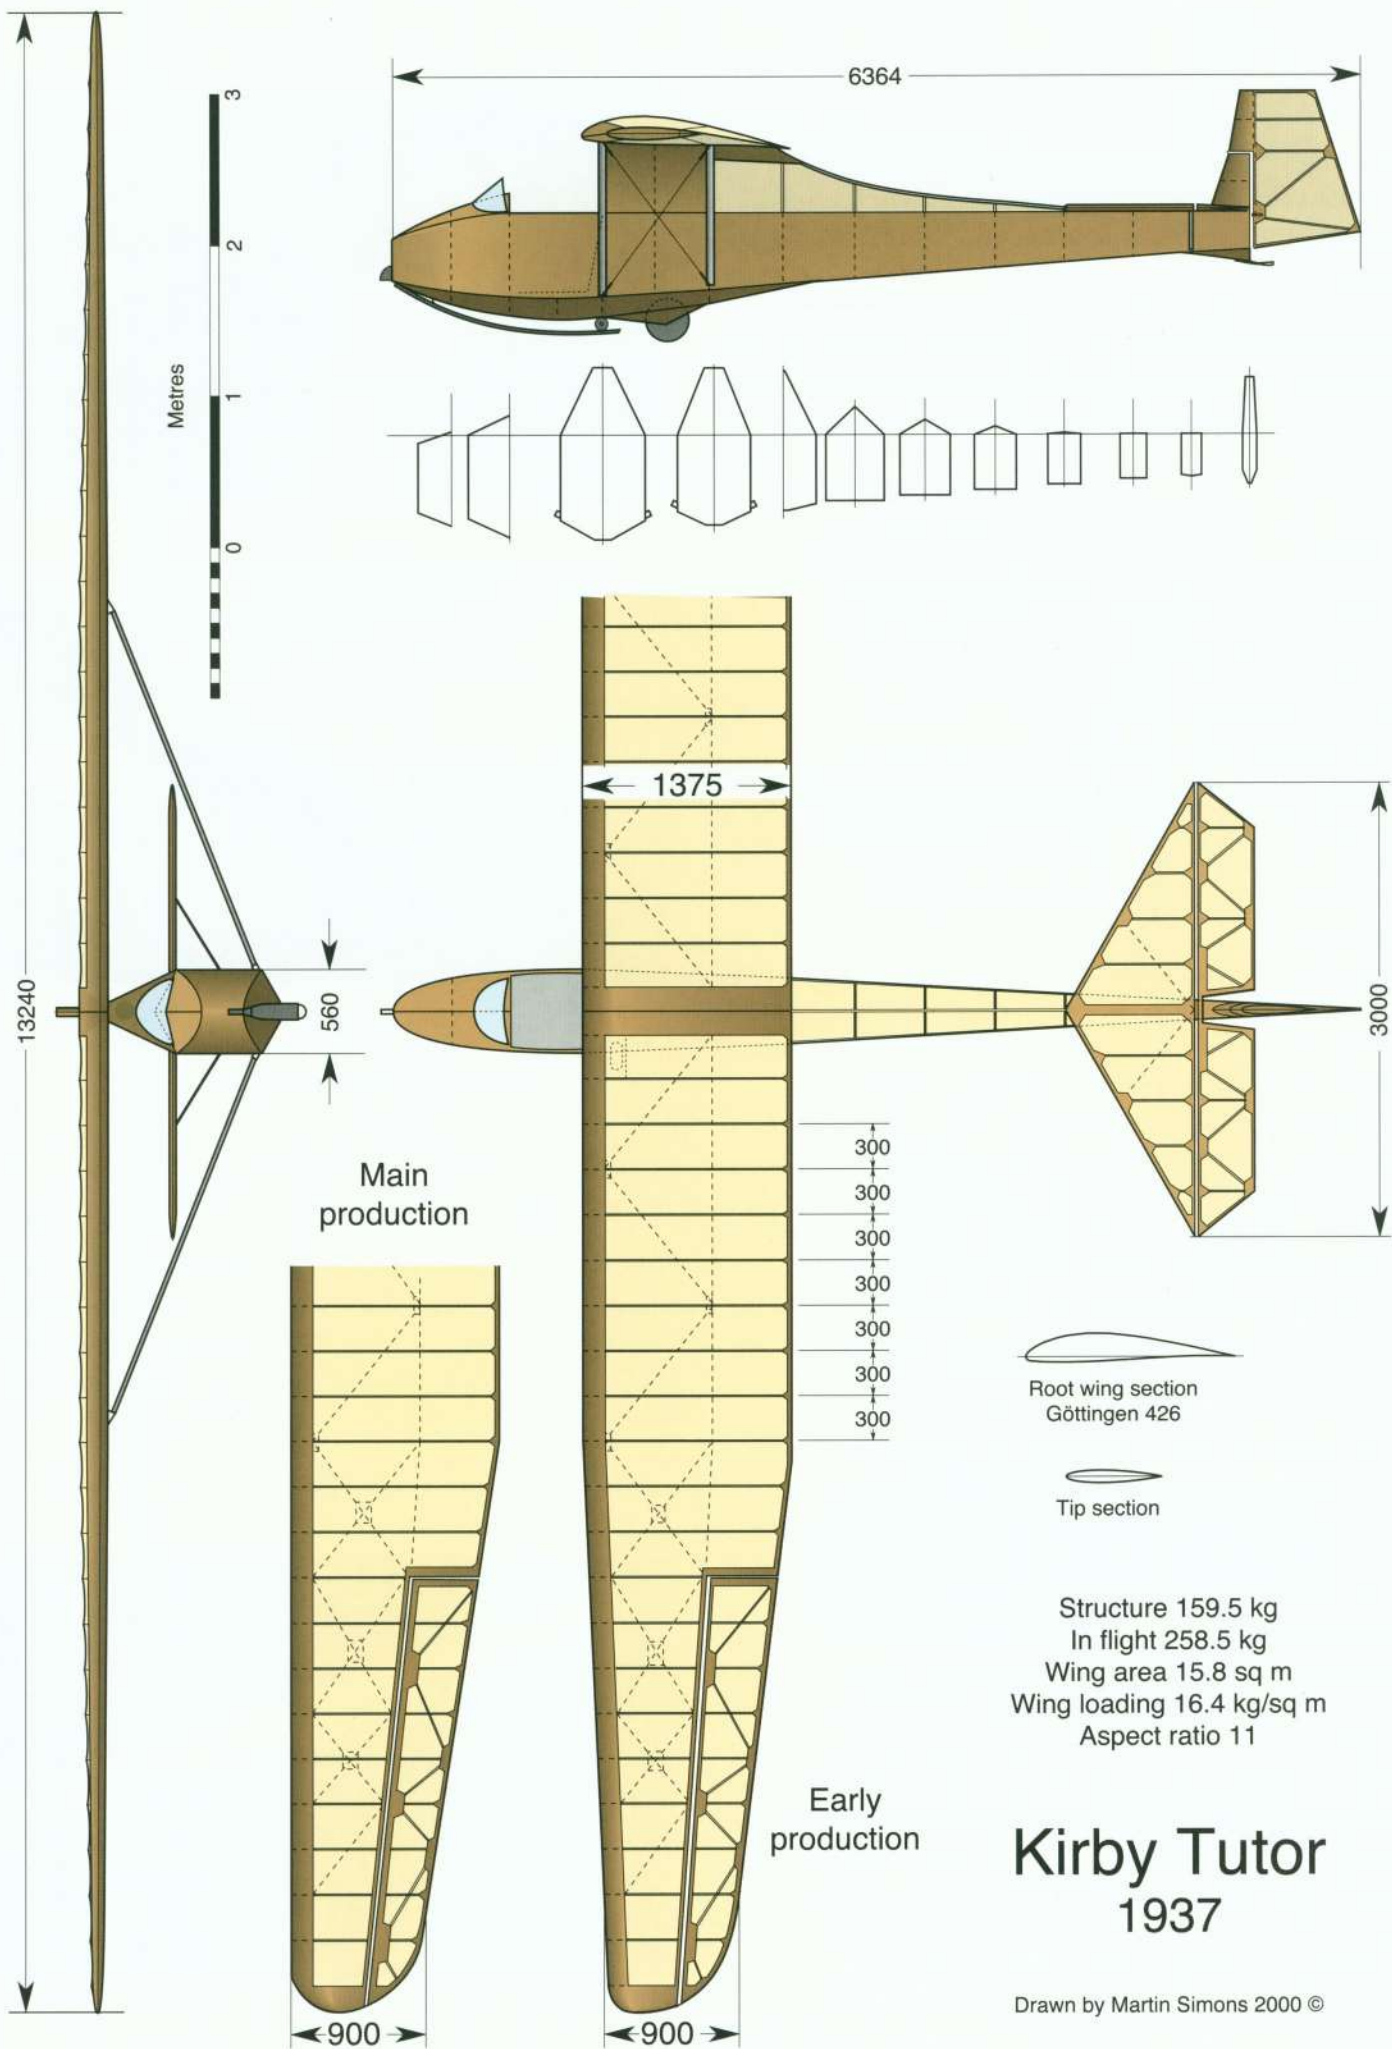 6364
3
2
1
0
Metres
13240
560
1375
3000
300
300
300
300
300
300
300
Main
production
Root wing section
Göttingen 426
Tip section
Structure 159.5 kg
In flight 258.5 kg
Wing area 15.8 sq m
Wing loading 16.4 kg/sq m
Aspect ratio 11
Early
production
Kirby Tutor
1937
Drawn by Martin Simons 2000 ©
900
900